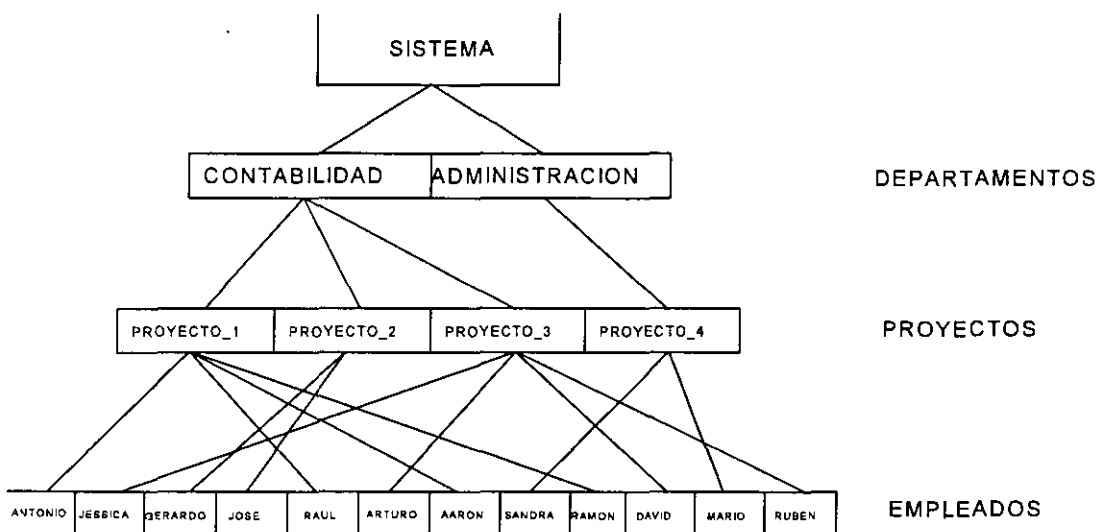 SISTEMA
CONTABILIDAD ADMINISTRACION DEPARTAMENTOS
PROYECTO_1 PROYECTO_2 PROYECTO_3 PROYECTO_4 PROYECTOS
ANTONIO JESSICA GERARDO JOSE RAUL ARTURO AARON SANDRA RAMON DAVID MARIO RUBEN EMPLEADOS